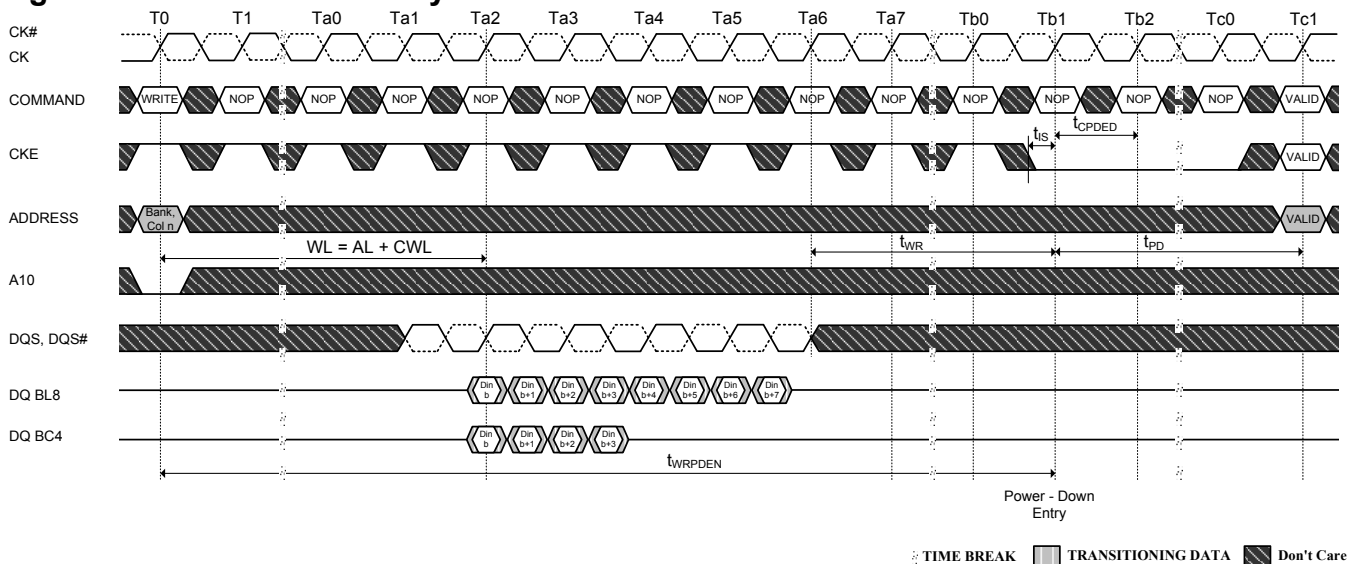 T0 T1 Ta0 Ta1 Ta2 Ta3 Ta4 Ta5 Ta6 Ta7 Tb0 Tb1 Tb2 Tc0 Tc1
CK#
CK
COMMAND WRITE NOP NOP NOP NOP NOP NOP NOP NOP NOP NOP NOP NOP NOP VALID
tIS tCPDED
CKE VALID
ADDRESS Bank, Col n VALID
WL = AL + CWL tWR tPD
A10
DQS, DQS#
DQ BL8 Din b Din b+1 Din b+2 Din b+3 Din b+4 Din b+5 Din b+6 Din b+7
DQ BC4 Din b Din b+1 Din b+2 Din b+3
tWRPDEN
Power - Down
Entry
TIME BREAK TRANSITIONING DATA Don't Care